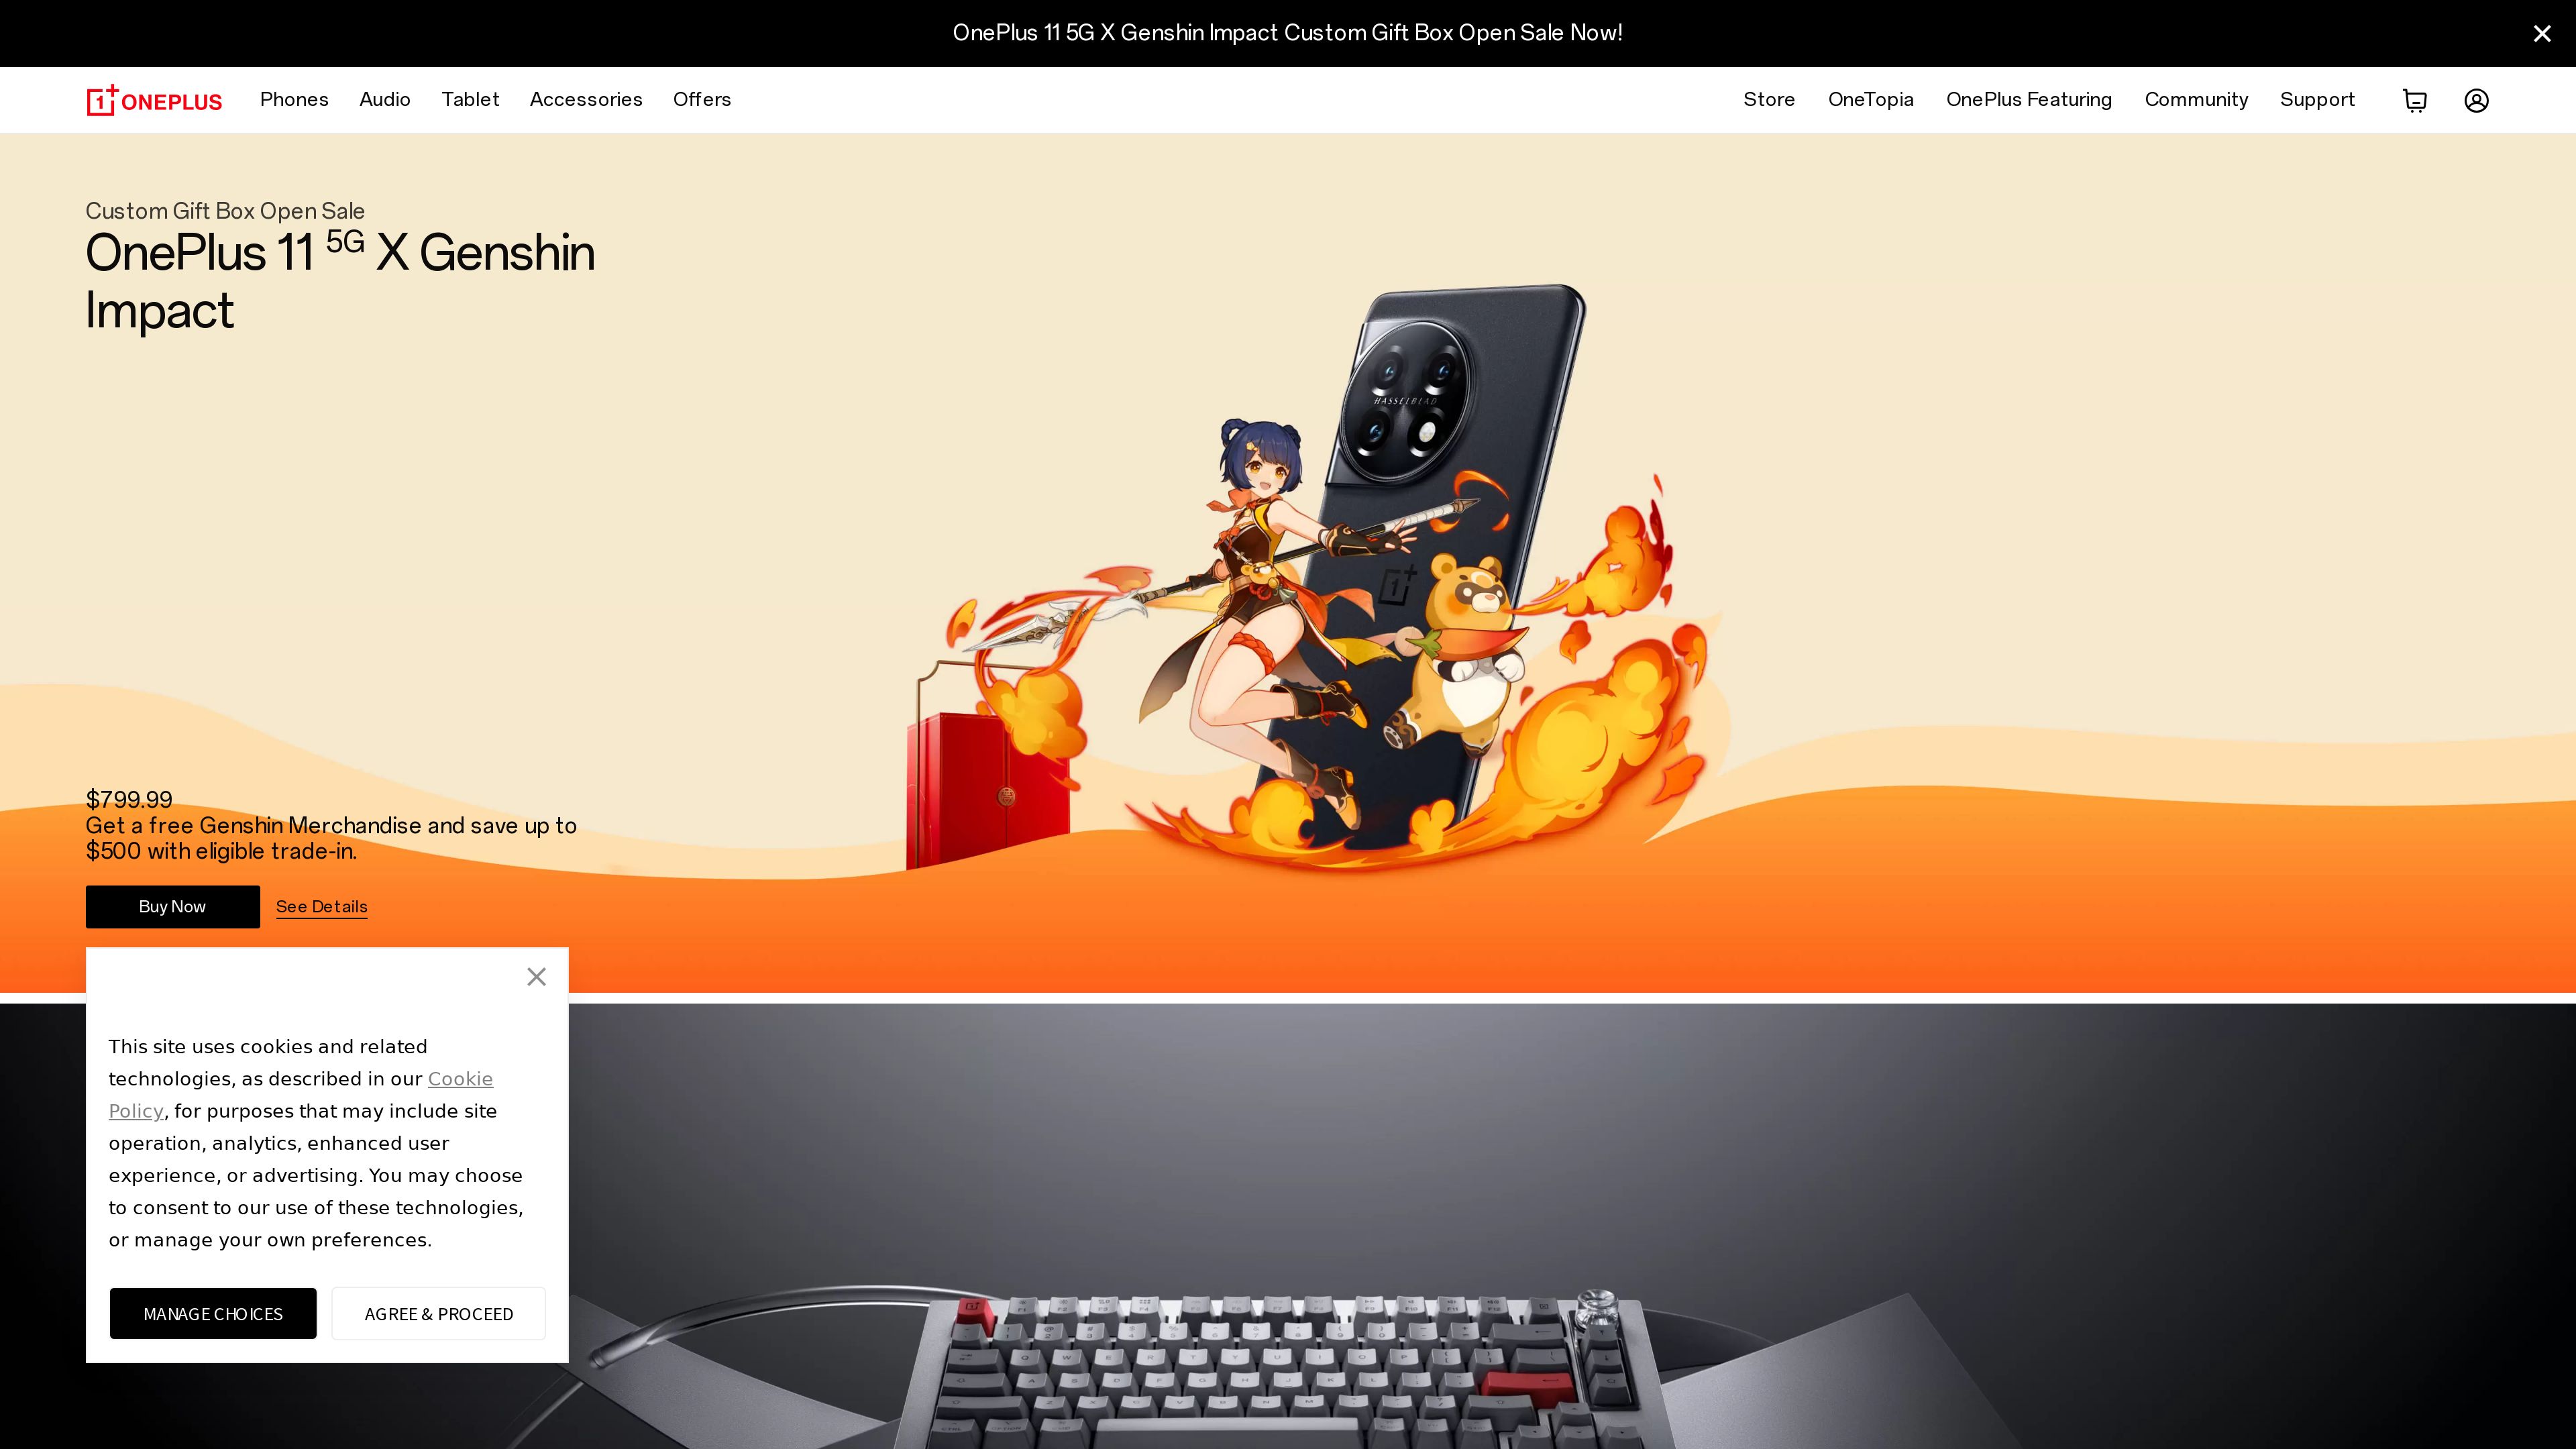 OnePlus 11 5G X Genshin Impact Custom Gift Box Open Sale Now!
ONEPLUS
Phones
Audio
Tablet
Accessories
Offers
Store
OneTopia
OnePlus Featuring
Community
Support
Custom Gift Box Open Sale
OnePlus 11 5G X Genshin
Impact
HASSELBLAD
$799.99
Get a free Genshin Merchandise and save up to
$500 with eligible trade-in.
Buy Now
See Details
This site uses cookies and related
technologies, as described in our Cookie
Policy, for purposes that may include site
operation, analytics, enhanced user
experience, or advertising. You may choose
to consent to our use of these technologies,
or manage your own preferences.
MANAGE CHOICES
AGREE & PROCEED